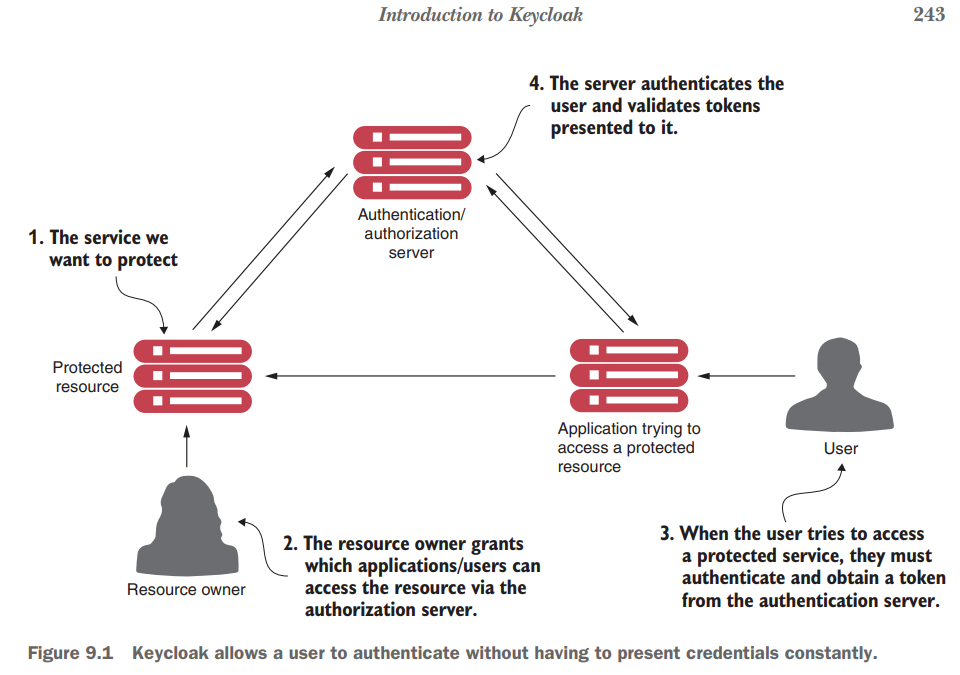 Introduction to Keycloak
243
4. The server authenticates the
user and validates tokens
presented to it.
Authentication/
authorization
server
1. The service we
want to protect
Protected
resource
Application trying to
access a protected
resource
User
Resource owner
2. The resource owner grants
which applications/users can
access the resource via the
authorization server.
3. When the user tries to access
a protected service, they must
authenticate and obtain a token
from the authentication server.
Figure 9.1 Keycloak allows a user to authenticate without having to present credentials constantly.